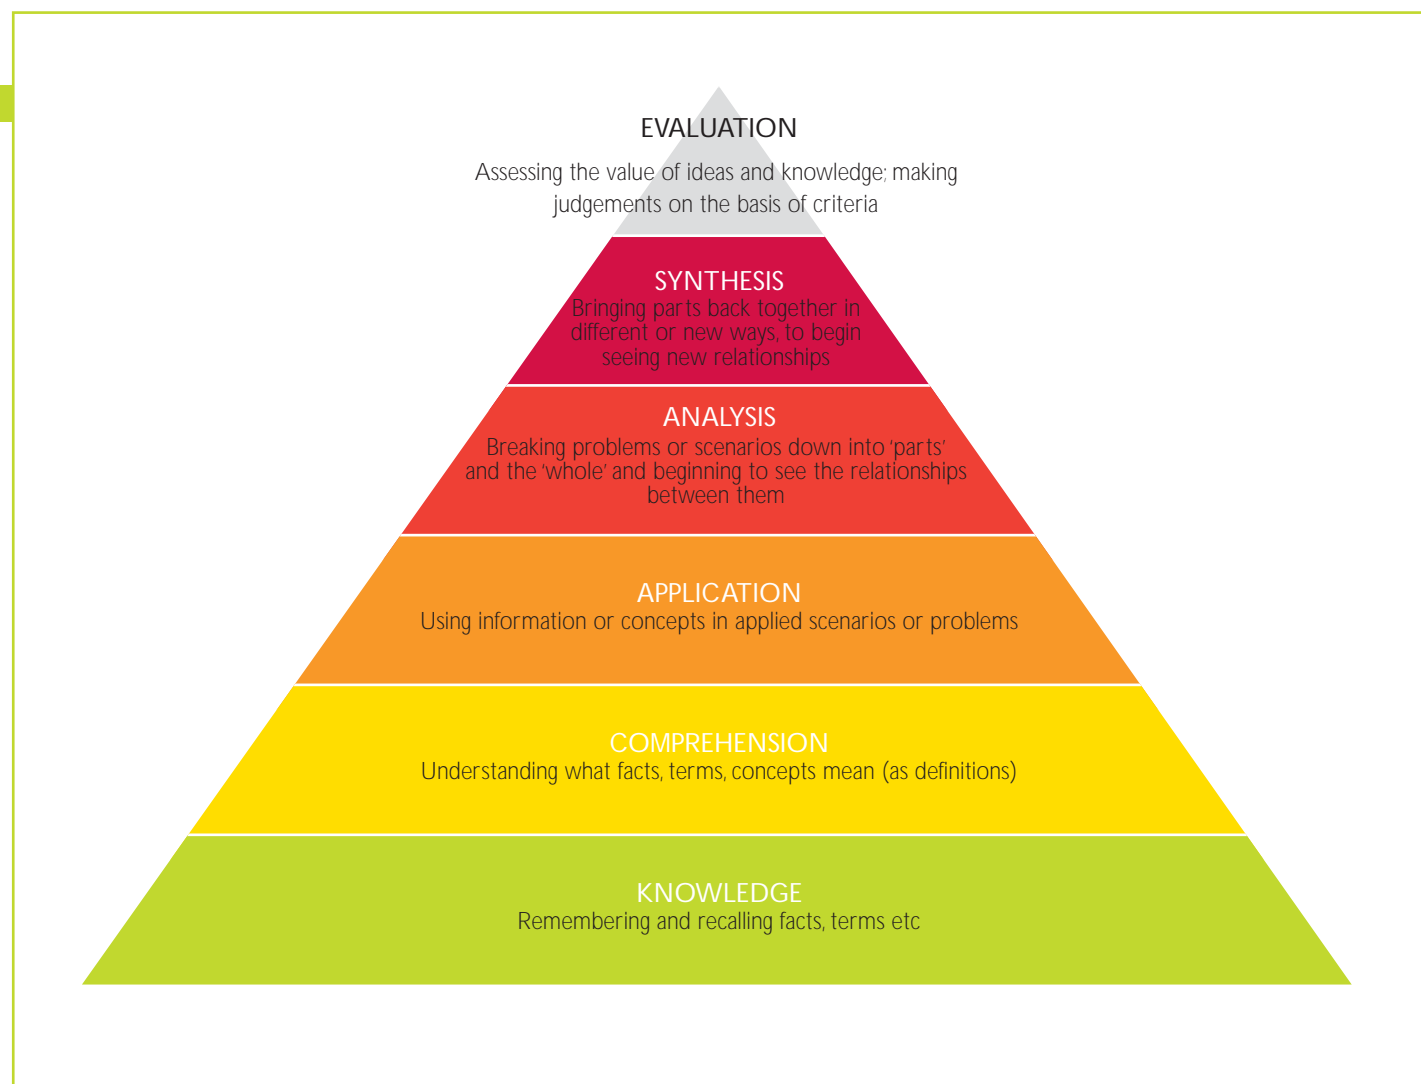 EVALUATION
Assessing the value of ideas and knowledge; making
judgements on the basis of criteria
SYNTHESIS
Bringing parts back together in
different or new ways, to begin
seeing new relationships
ANALYSIS
Breaking problems or scenarios down into ‘parts’
and the ‘whole’ and beginning to see the relationships
between them
APPLICATION
Using information or concepts in applied scenarios or problems
COMPREHENSION
Understanding what facts, terms, concepts mean (as definitions)
KNOWLEDGE
Remembering and recalling facts, terms etc